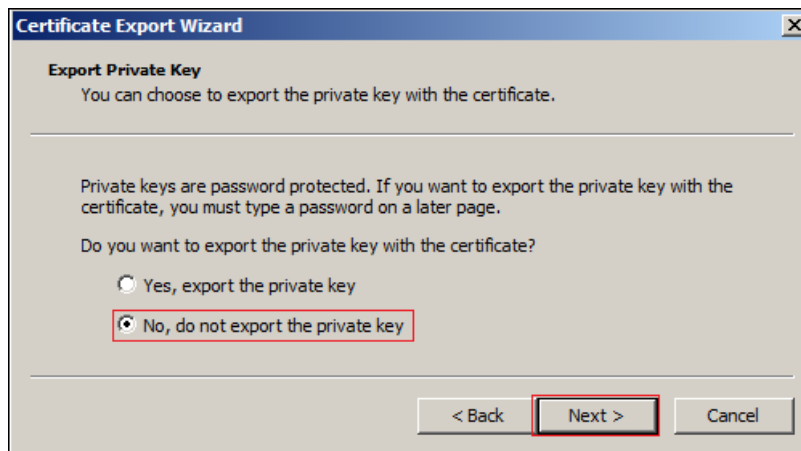 Certificate Export Wizard
Export Private Key
You can choose to export the private key with the certificate.
Private keys are password protected. If you want to export the private key with the
certificate, you must type a password on a later page.
Do you want to export the private key with the certificate?
Yes, export the private key
No, do not export the private key
< Back Next > Cancel